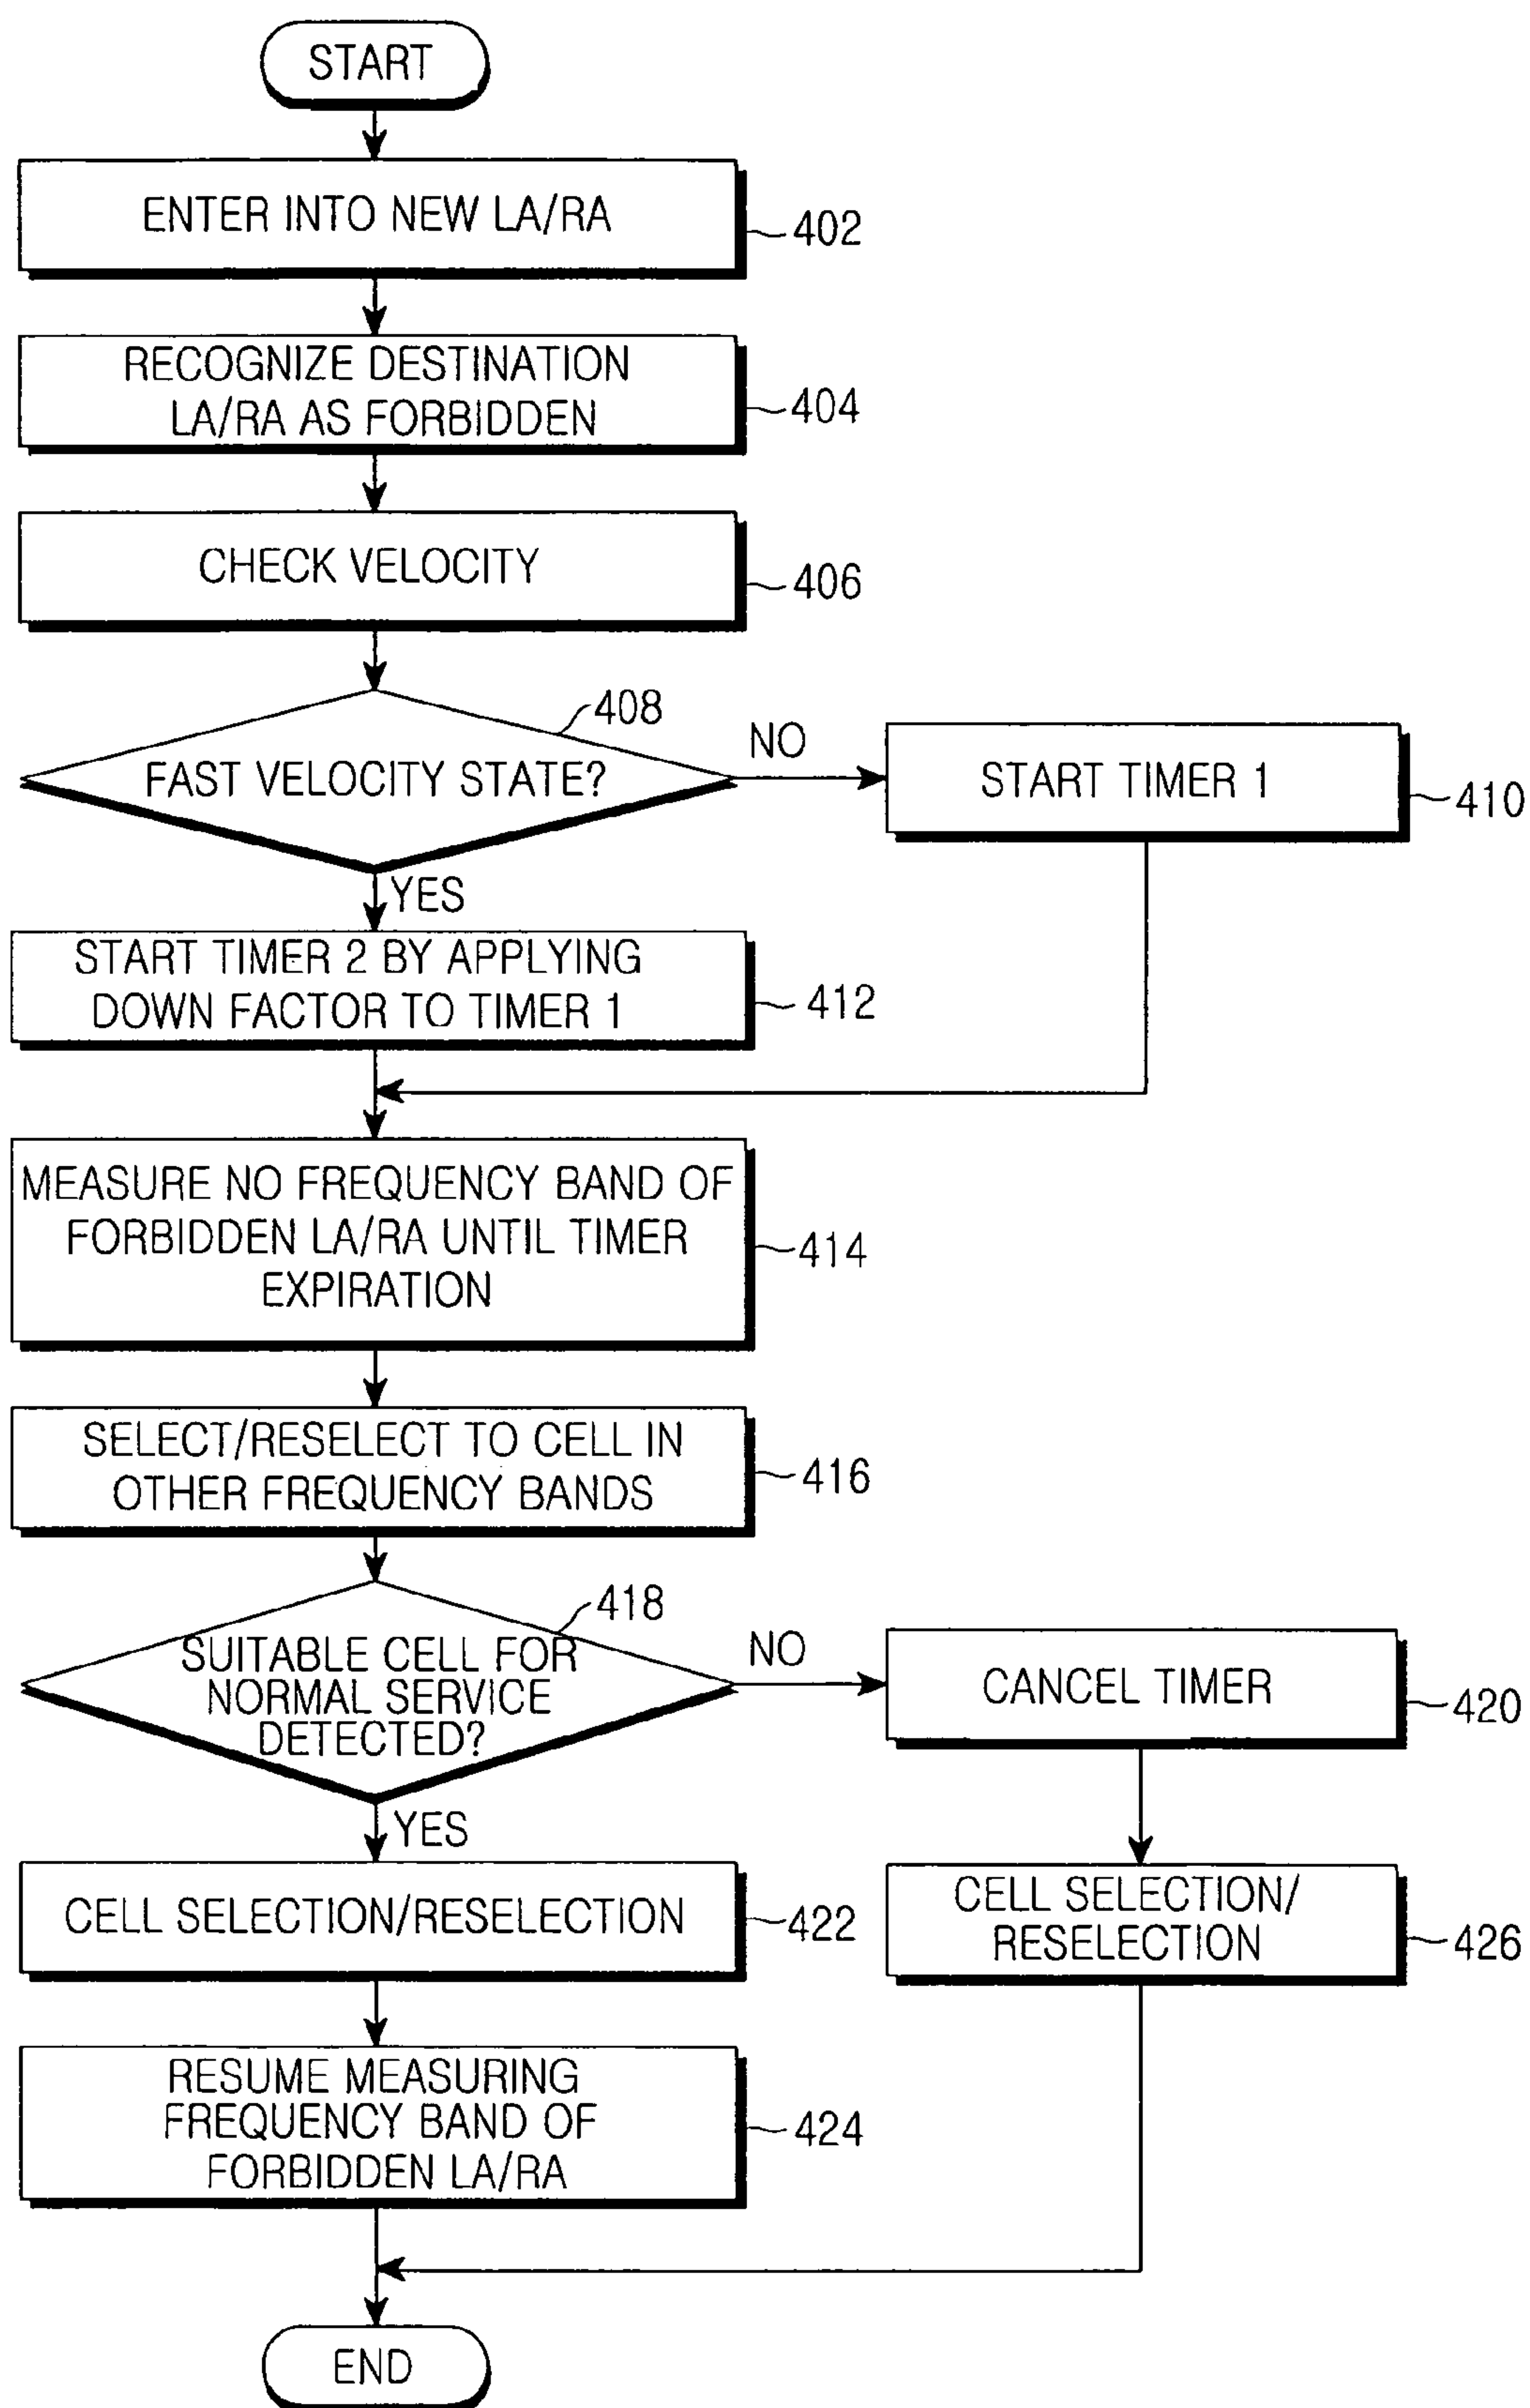 START
ENTER INTO NEW LA/RA
402
RECOGNIZE DESTINATION
LA/RA AS FORBIDDEN
404
CHECK VELOCITY
406
408
FAST VELOCITY STATE?
NO
START TIMER 1
410
YES
START TIMER 2 BY APPLYING
DOWN FACTOR TO TIMER 1
412
MEASURE NO FREQUENCY BAND OF
FORBIDDEN LA/RA UNTIL TIMER
EXPIRATION
414
SELECT/RESELECT TO CELL IN
OTHER FREQUENCY BANDS
416
418
SUITABLE CELL FOR
NORMAL SERVICE
DETECTED?
NO
CANCEL TIMER
420
YES
CELL SELECTION/RESELECTION
422
CELL SELECTION/
RESELECTION
426
RESUME MEASURING
FREQUENCY BAND OF
FORBIDDEN LA/RA
424
END